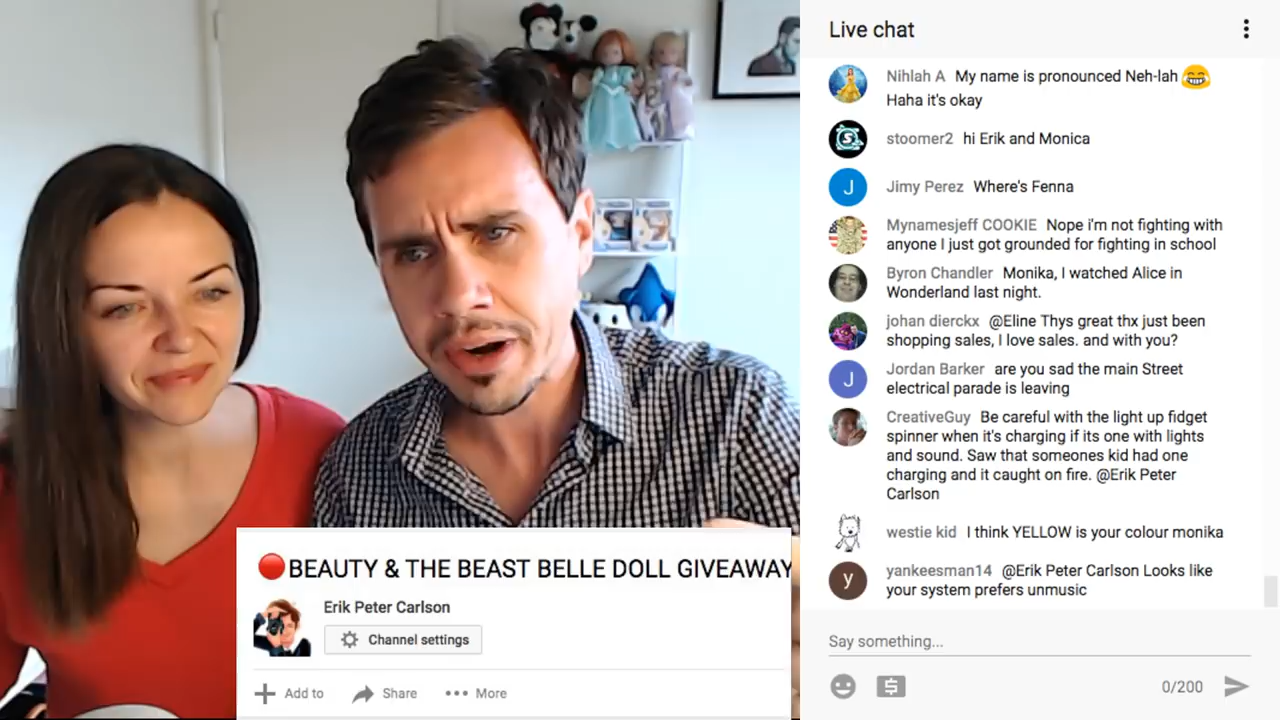 Live chat
Nihlah A My name is pronounced Neh-lah 😂
Haha it's okay
S
stoomer2 hi Erik and Monica
J
Jimy Perez Where's Fenna
Mynamesjeff COOKIE Nope i'm not fighting with
anyone I just got grounded for fighting in school
Byron Chandler Monika, I watched Alice in
Wonderland last night.
johan dierckx @Eline Thys great thx just been
shopping sales, I love sales. and with you?
J
Jordan Barker are you sad the main Street
electrical parade is leaving
CreativeGuy Be careful with the light up fidget
spinner when it's charging if its one with lights
and sound. Saw that someones kid had one
charging and it caught on fire. @Erik Peter
Carlson
westie kid I think YELLOW is your colour monika
y
yankeesman14 @Erik Peter Carlson Looks like
your system prefers unmusic
Say something...
0/200
🔴BEAUTY & THE BEAST BELLE DOLL GIVEAWAY
Erik Peter Carlson
Channel settings
Add to
Share
More